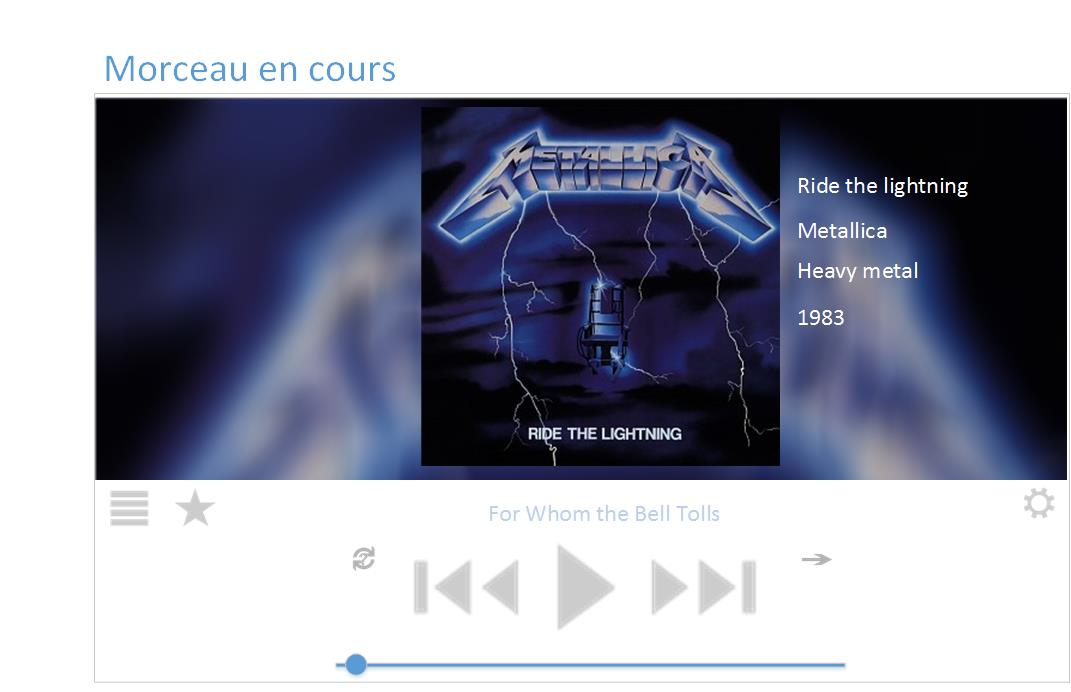 Morceau en cours
METALLICA
Ride the lightning
Metallica
Heavy metal
1983
RIDE THE LIGHTNING
For Whom the Bell Tolls